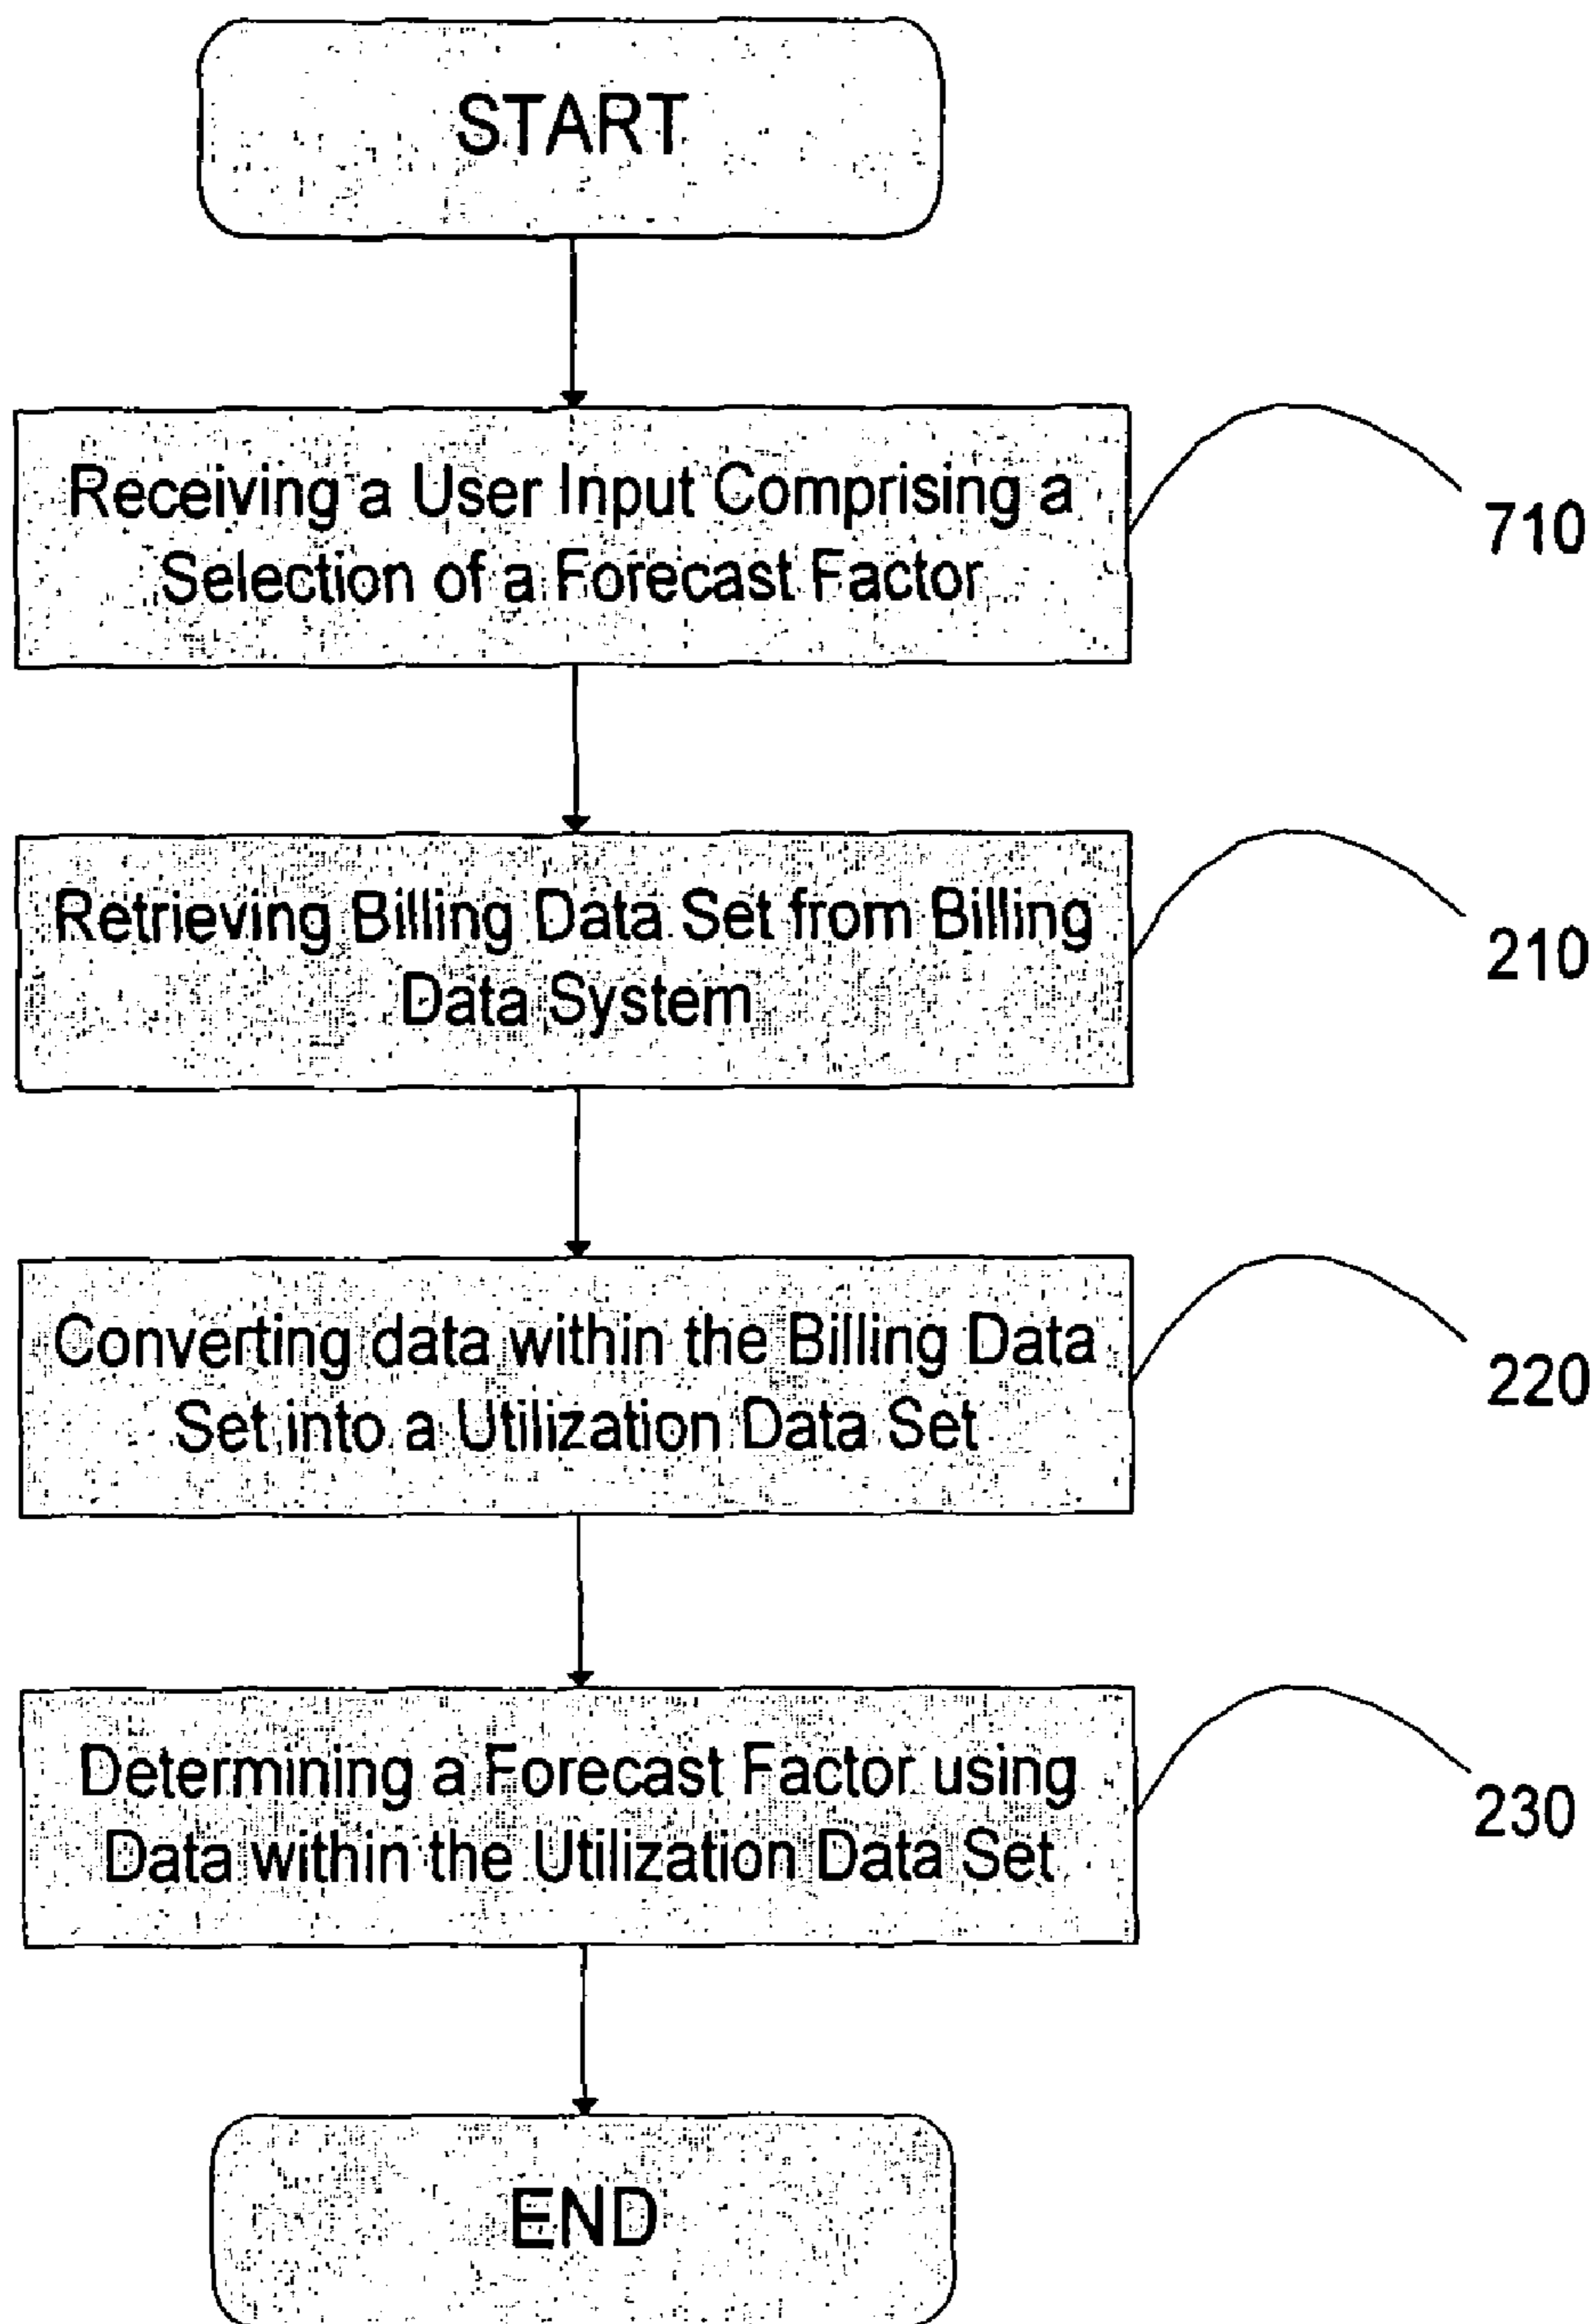 START
Receiving a User Input Comprising a
Selection of a Forecast Factor
710
Retrieving Billing Data Set from Billing
Data System
210
Converting data within the Billing Data
Set into a Utilization Data Set
220
Determining a Forecast Factor using
Data within the Utilization Data Set
230
END